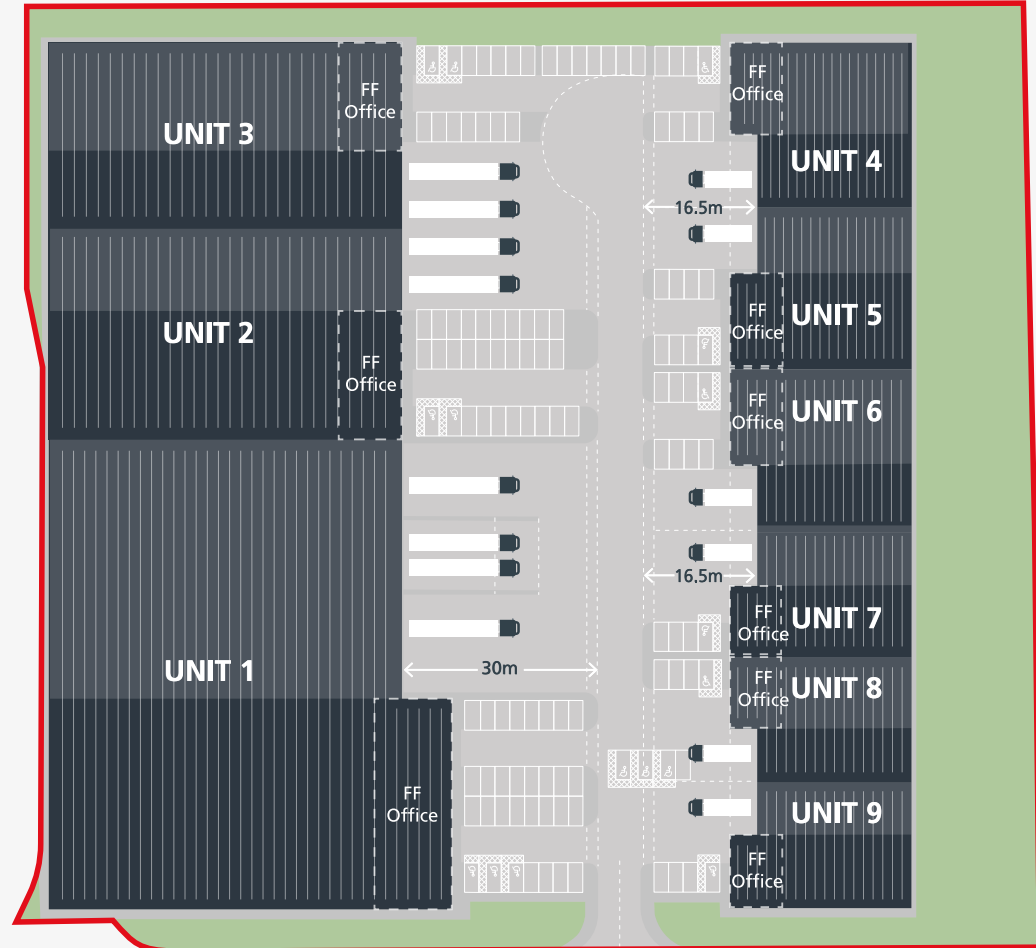 UNIT 3
FF
Office
UNIT 2
FF
Office
UNIT 1
FF
Office
30m
16.5m
16.5m
FF
Office
UNIT 4
FF
Office
UNIT 5
FF
Office
UNIT 6
FF
Office
UNIT 7
FF
Office
UNIT 8
UNIT 9
FF
Office